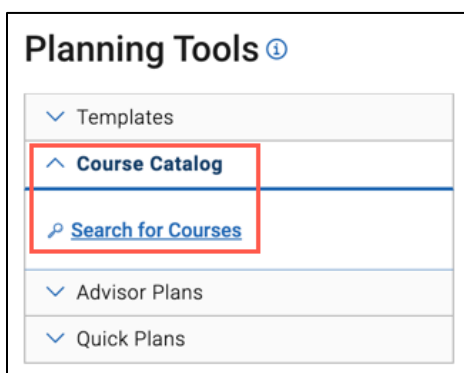 Planning Tools
Templates
Course Catalog
Search for Courses
Advisor Plans
Quick Plans